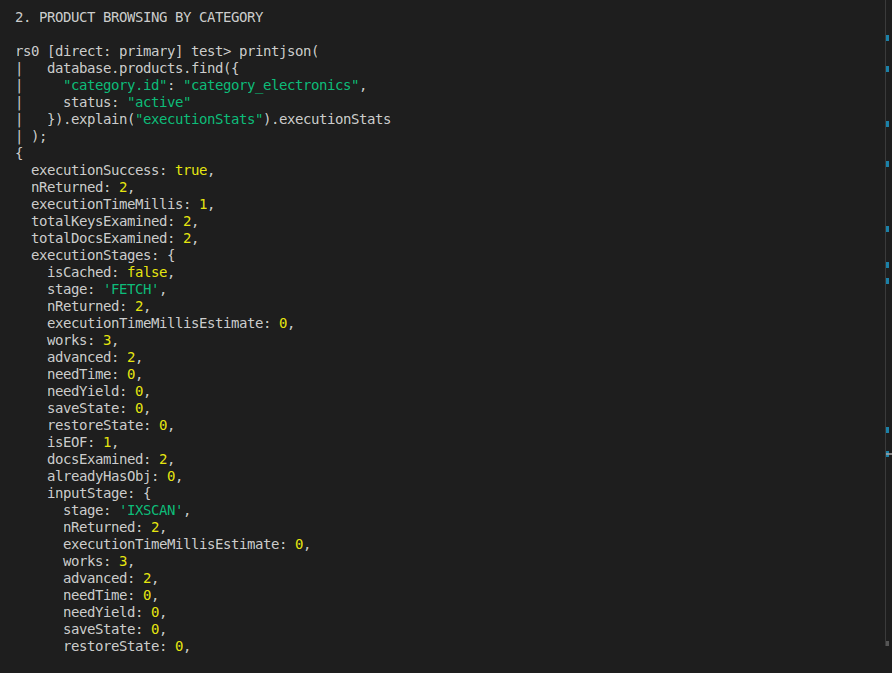 2. PRODUCT BROWSING BY CATEGORY
rs0 [direct: primary] test> printjson(
|   database.products.find({
|     "category.id": "category_electronics",
|     status: "active"
|   }).explain("executionStats").executionStats
| );
{
  executionSuccess: true,
  nReturned: 2,
  executionTimeMillis: 1,
  totalKeysExamined: 2,
  totalDocsExamined: 2,
  executionStages: {
    isCached: false,
    stage: 'FETCH',
    nReturned: 2,
    executionTimeMillisEstimate: 0,
    works: 3,
    advanced: 2,
    needTime: 0,
    needYield: 0,
    saveState: 0,
    restoreState: 0,
    isEOF: 1,
    docsExamined: 2,
    alreadyHasObj: 0,
    inputStage: {
      stage: 'IXSCAN',
      nReturned: 2,
      executionTimeMillisEstimate: 0,
      works: 3,
      advanced: 2,
      needTime: 0,
      needYield: 0,
      saveState: 0,
      restoreState: 0,